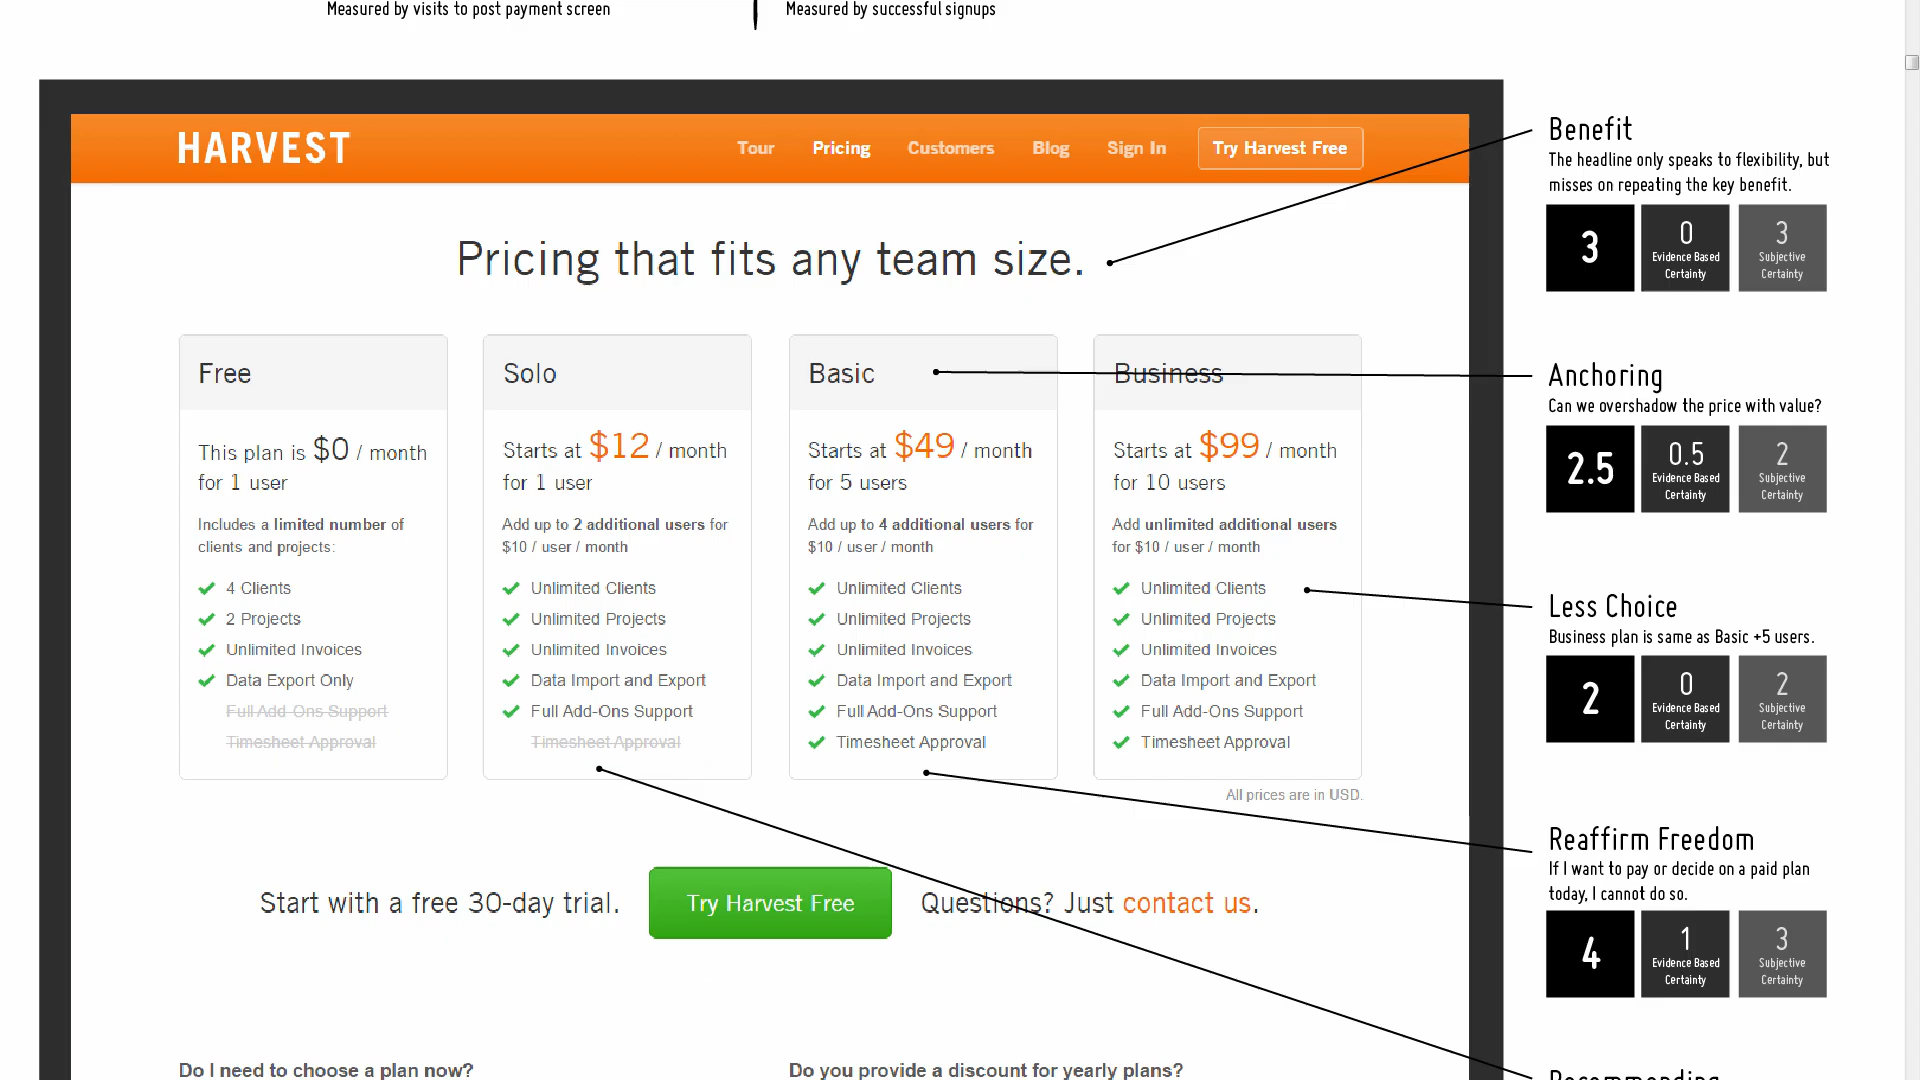 Measured by visits to post payment screen
Measured by successful signups
HARVEST
Tour
Pricing
Customers
Blog
Sign In
Try Harvest Free
Pricing that fits any team size.
Free
This plan is $0 / month
for 1 user
Includes a limited number of
clients and projects:
4 Clients
2 Projects
Unlimited Invoices
Data Export Only
Full Add-Ons Support
Timesheet Approval
Solo
Starts at $12 / month
for 1 user
Add up to 2 additional users for
$10 / user / month
Unlimited Clients
Unlimited Projects
Unlimited Invoices
Data Import and Export
Full Add-Ons Support
Timesheet Approval
Basic
Starts at $49 / month
for 5 users
Add up to 4 additional users for
$10 / user / month
Unlimited Clients
Unlimited Projects
Unlimited Invoices
Data Import and Export
Full Add-Ons Support
Timesheet Approval
Business
Starts at $99 / month
for 10 users
Add unlimited additional users
for $10 / user / month
Unlimited Clients
Unlimited Projects
Unlimited Invoices
Data Import and Export
Full Add-Ons Support
Timesheet Approval
All prices are in USD.
Start with a free 30-day trial.
Try Harvest Free
Questions? Just contact us.
Do I need to choose a plan now?
Do you provide a discount for yearly plans?
Benefit
The headline only speaks to flexibility, but
misses on repeating the key benefit.
3
0
Evidence Based
Certainty
3
Subjective
Certainty
Anchoring
Can we overshadow the price with value?
2.5
0.5
Evidence Based
Certainty
2
Subjective
Certainty
Less Choice
Business plan is same as Basic +5 users.
2
0
Evidence Based
Certainty
2
Subjective
Certainty
Reaffirm Freedom
If I want to pay or decide on a paid plan
today, I cannot do so.
4
1
Evidence Based
Certainty
3
Subjective
Certainty